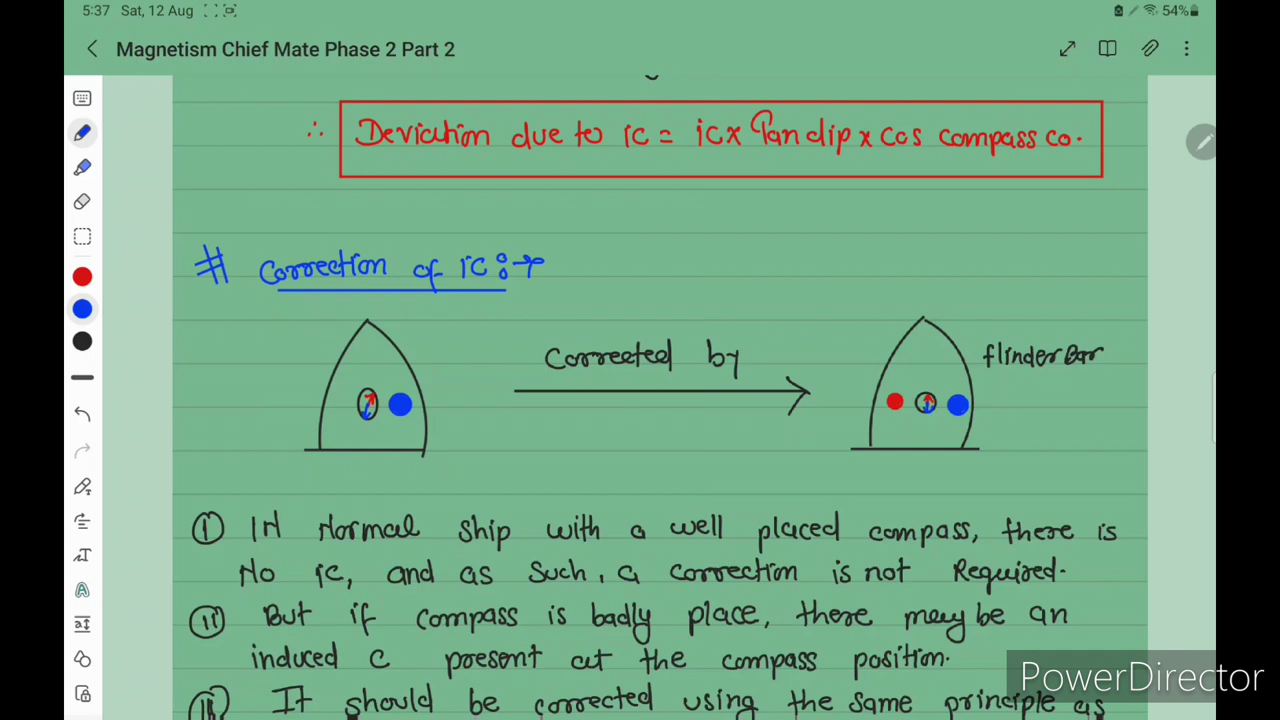 5:37 Sat, 12 Aug
54%
Magnetism Chief Mate Phase 2 Part 2
∴ Deviation due to ic = ic x Tan dip x cos compass co.
# Correction of ic :→
Corrected by
flinder Bar
(I) In Normal ship with a well placed compass, there is
No ic, and as such, a correction is not Required.
(II) But if compass is badly place, there may be an
induced c present at the compass position.
(III) It should be corrected using the same principle as
PowerDirector